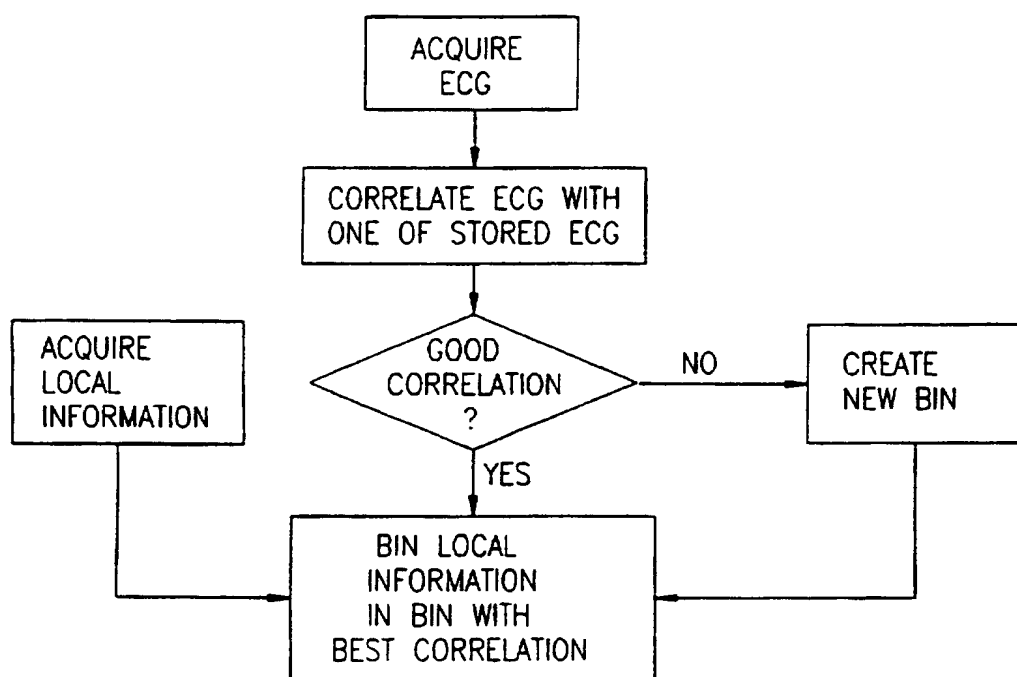 ACQUIRE
ECG
CORRELATE ECG WITH
ONE OF STORED ECG
GOOD
CORRELATION
?
NO
YES
ACQUIRE
LOCAL
INFORMATION
CREATE
NEW BIN
BIN LOCAL
INFORMATION
IN BIN WITH
BEST CORRELATION